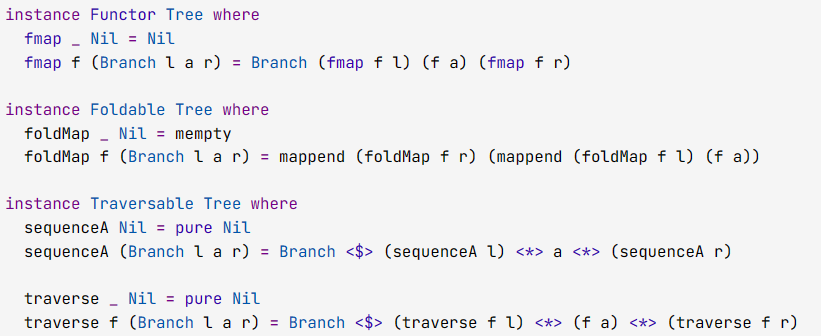 instance Functor Tree where
  fmap _ Nil = Nil
  fmap f (Branch l a r) = Branch (fmap f l) (f a) (fmap f r)

instance Foldable Tree where
  foldMap _ Nil = mempty
  foldMap f (Branch l a r) = mappend (foldMap f r) (mappend (foldMap f l) (f a))

instance Traversable Tree where
  sequenceA Nil = pure Nil
  sequenceA (Branch l a r) = Branch <$> (sequenceA l) <*> a <*> (sequenceA r)

  traverse _ Nil = pure Nil
  traverse f (Branch l a r) = Branch <$> (traverse f l) <*> (f a) <*> (traverse f r)